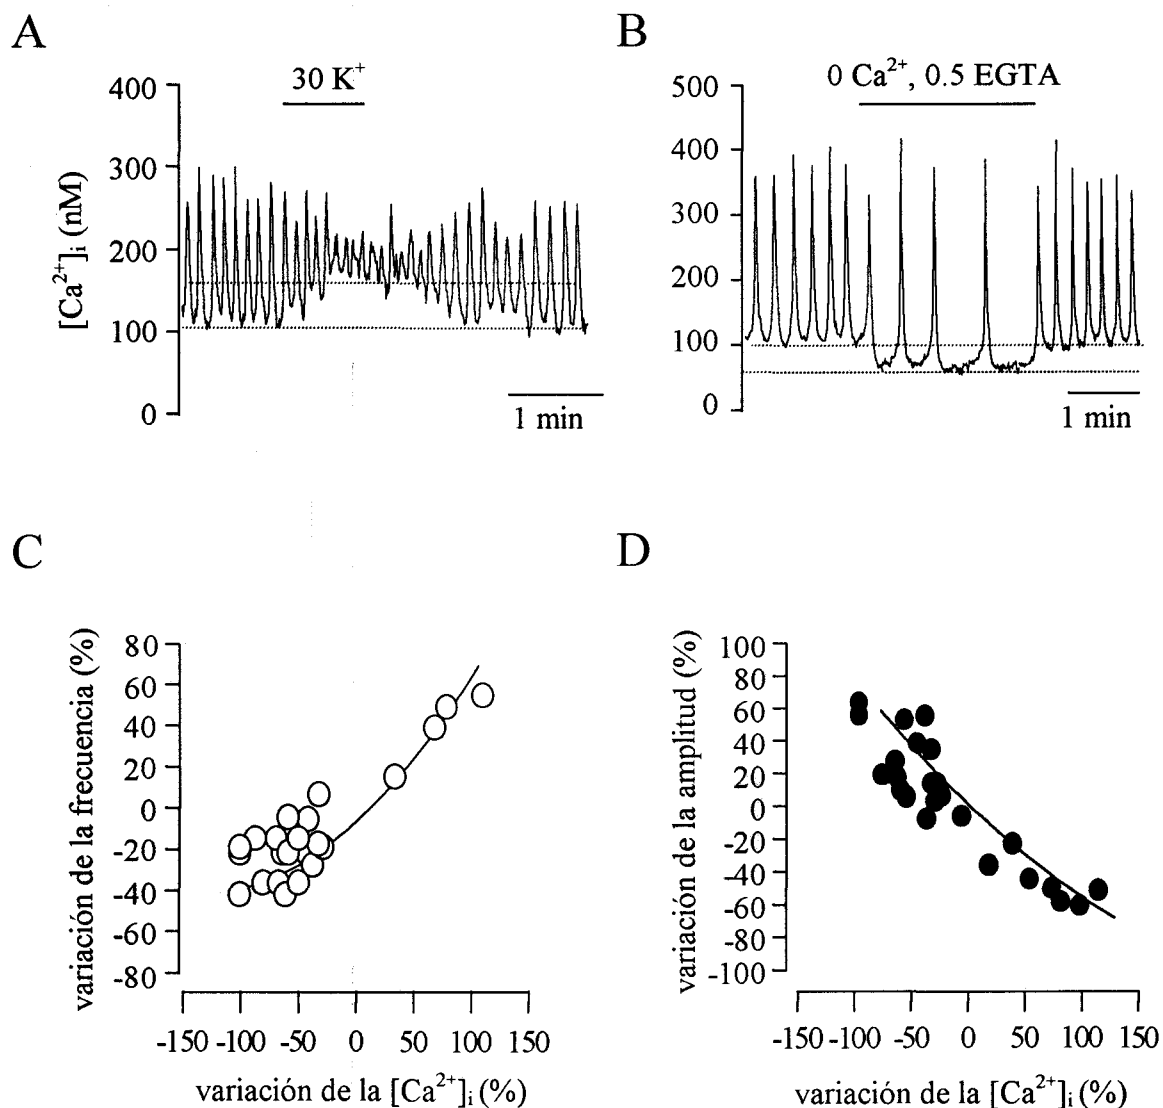 A
30 K⁺
400
300
200
100
0
[Ca²⁺]ᵢ (nM)
1 min
B
0 Ca²⁺, 0.5 EGTA
500
400
300
200
100
0
1 min
C
80
60
40
20
0
-20
-40
-60
-80
variación de la frecuencia (%)
-150 -100 -50 0 50 100 150
variación de la [Ca²⁺]ᵢ (%)
D
100
80
60
40
20
0
-20
-40
-60
-80
-100
variación de la amplitud (%)
-150 -100 -50 0 50 100 150
variación de la [Ca²⁺]ᵢ (%)